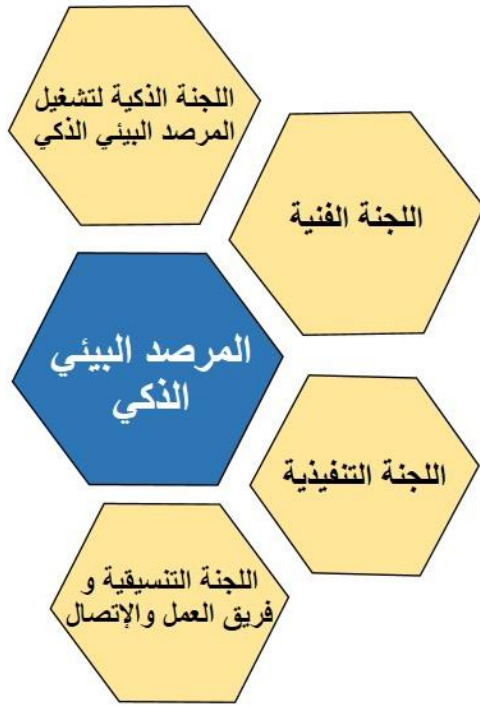 اللجنة الذكية لتشغيل
المرصد البيئي الذكي
اللجنة الفنية
المرصد البيئي
الذكي
اللجنة التنفيذية
اللجنة التنسيقية و
فريق العمل والإتصال